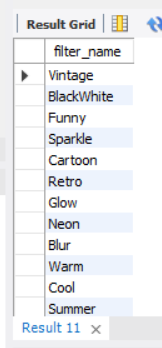 Result Grid
filter_name
Vintage
BlackWhite
Funny
Sparkle
Cartoon
Retro
Glow
Neon
Blur
Warm
Cool
Summer
Result 11 ×